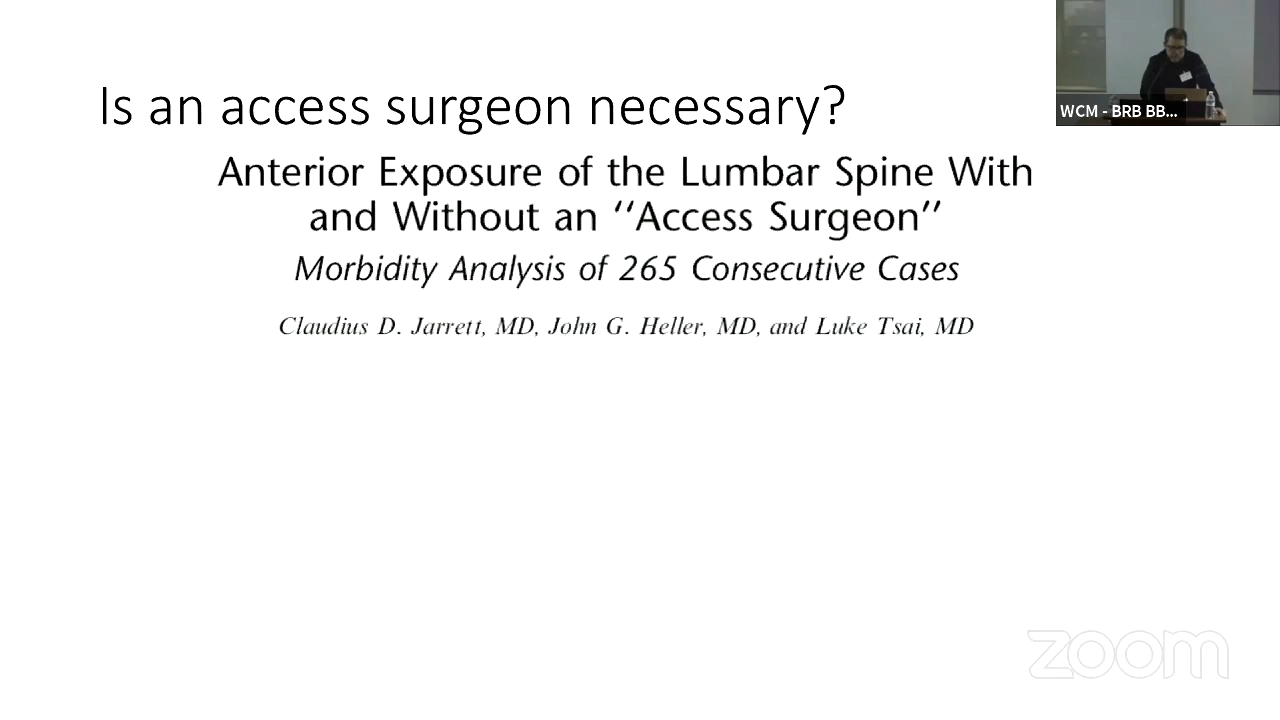 Is an access surgeon necessary?
Anterior Exposure of the Lumbar Spine With
and Without an ‘‘Access Surgeon’’
Morbidity Analysis of 265 Consecutive Cases
Claudius D. Jarrett, MD, John G. Heller, MD, and Luke Tsai, MD
WCM - BRB BB...
zoom